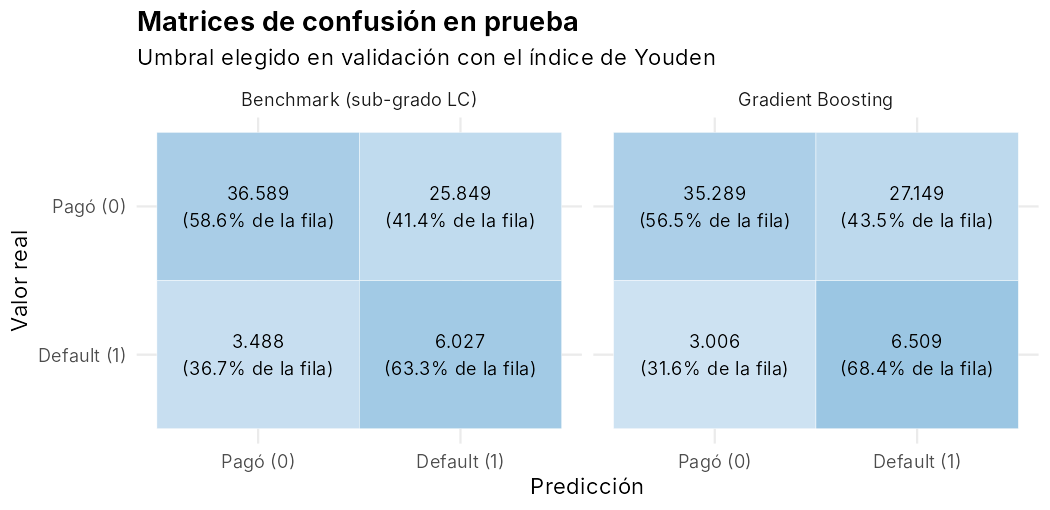 Matrices de confusión en prueba
Umbral elegido en validación con el índice de Youden
Benchmark (sub-grado LC)
Gradient Boosting
Valor real
Pagó (0)
36.589
(58.6% de la fila)
25.849
(41.4% de la fila)
35.289
(56.5% de la fila)
27.149
(43.5% de la fila)
Default (1)
3.488
(36.7% de la fila)
6.027
(63.3% de la fila)
3.006
(31.6% de la fila)
6.509
(68.4% de la fila)
Pagó (0)
Default (1)
Pagó (0)
Default (1)
Predicción